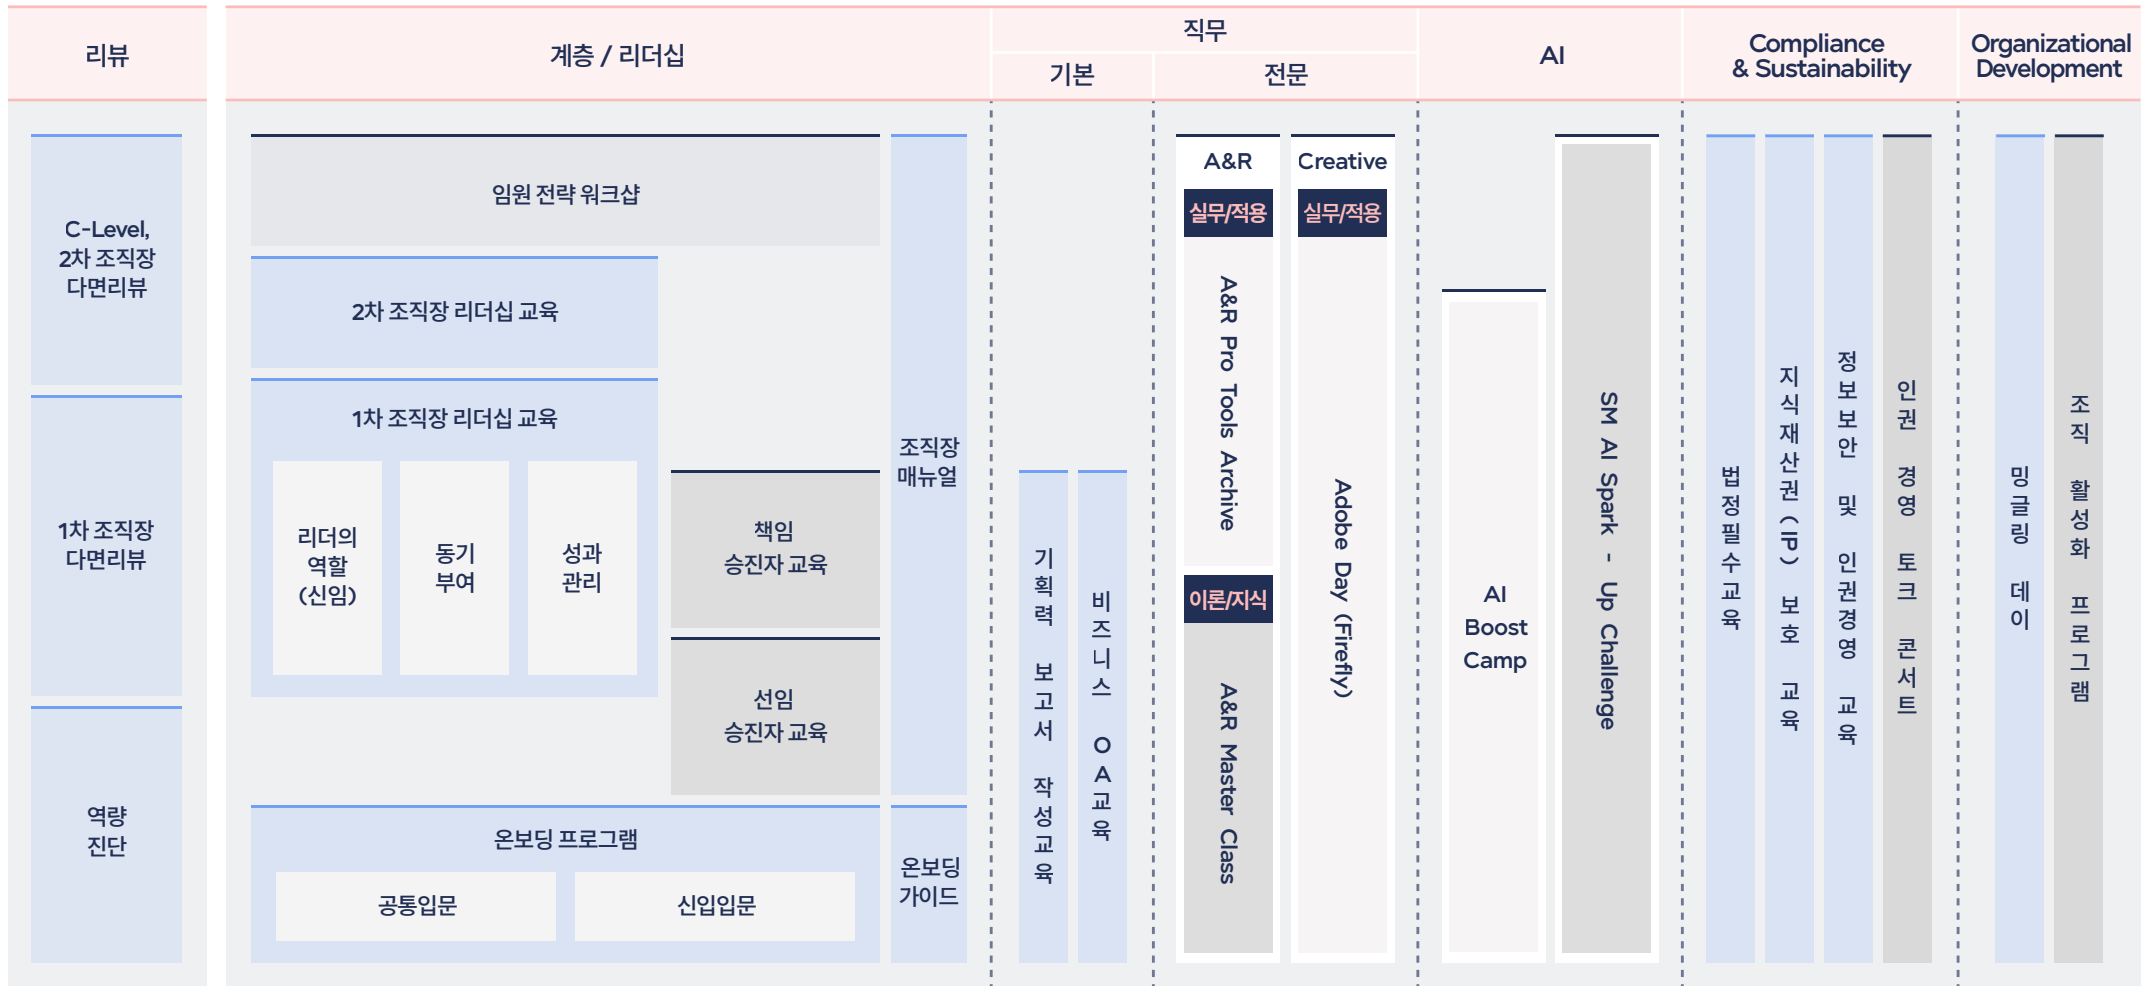 리뷰
계층 / 리더십
직무
기본
전문
AI
Compliance
& Sustainability
Organizational
Development
C-Level,
2차 조직장
다면리뷰
1차 조직장
다면리뷰
역량
진단
임원 전략 워크샵
2차 조직장 리더십 교육
1차 조직장 리더십 교육
리더의
역할
(신임)
동기
부여
성과
관리
책임
승진자 교육
선임
승진자 교육
조직장
매뉴얼
온보딩 프로그램
공통입문
신입입문
온보딩
가이드
기획력 보고서 작성교육
비즈니스 OA교육
A&R
실무/적용
A&R Pro Tools Archive
이론/지식
A&R Master Class
Creative
실무/적용
Adobe Day (Firefly)
AI
Boost
Camp
SM AI Spark - Up Challenge
법정필수교육
지식재산권(IP) 보호 교육
정보보안 및 인권경영 교육
인권 경영 토크 콘서트
밍글링 데이
조직 활성화 프로그램